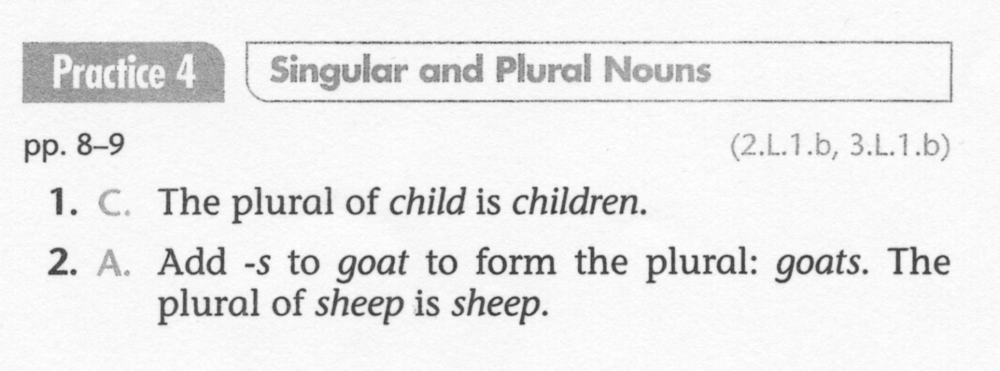 Practice 4
Singular and Plural Nouns
pp. 8–9
(2.L.1.b, 3.L.1.b)
1. C. The plural of child is children.
2. A. Add -s to goat to form the plural: goats. The
plural of sheep is sheep.